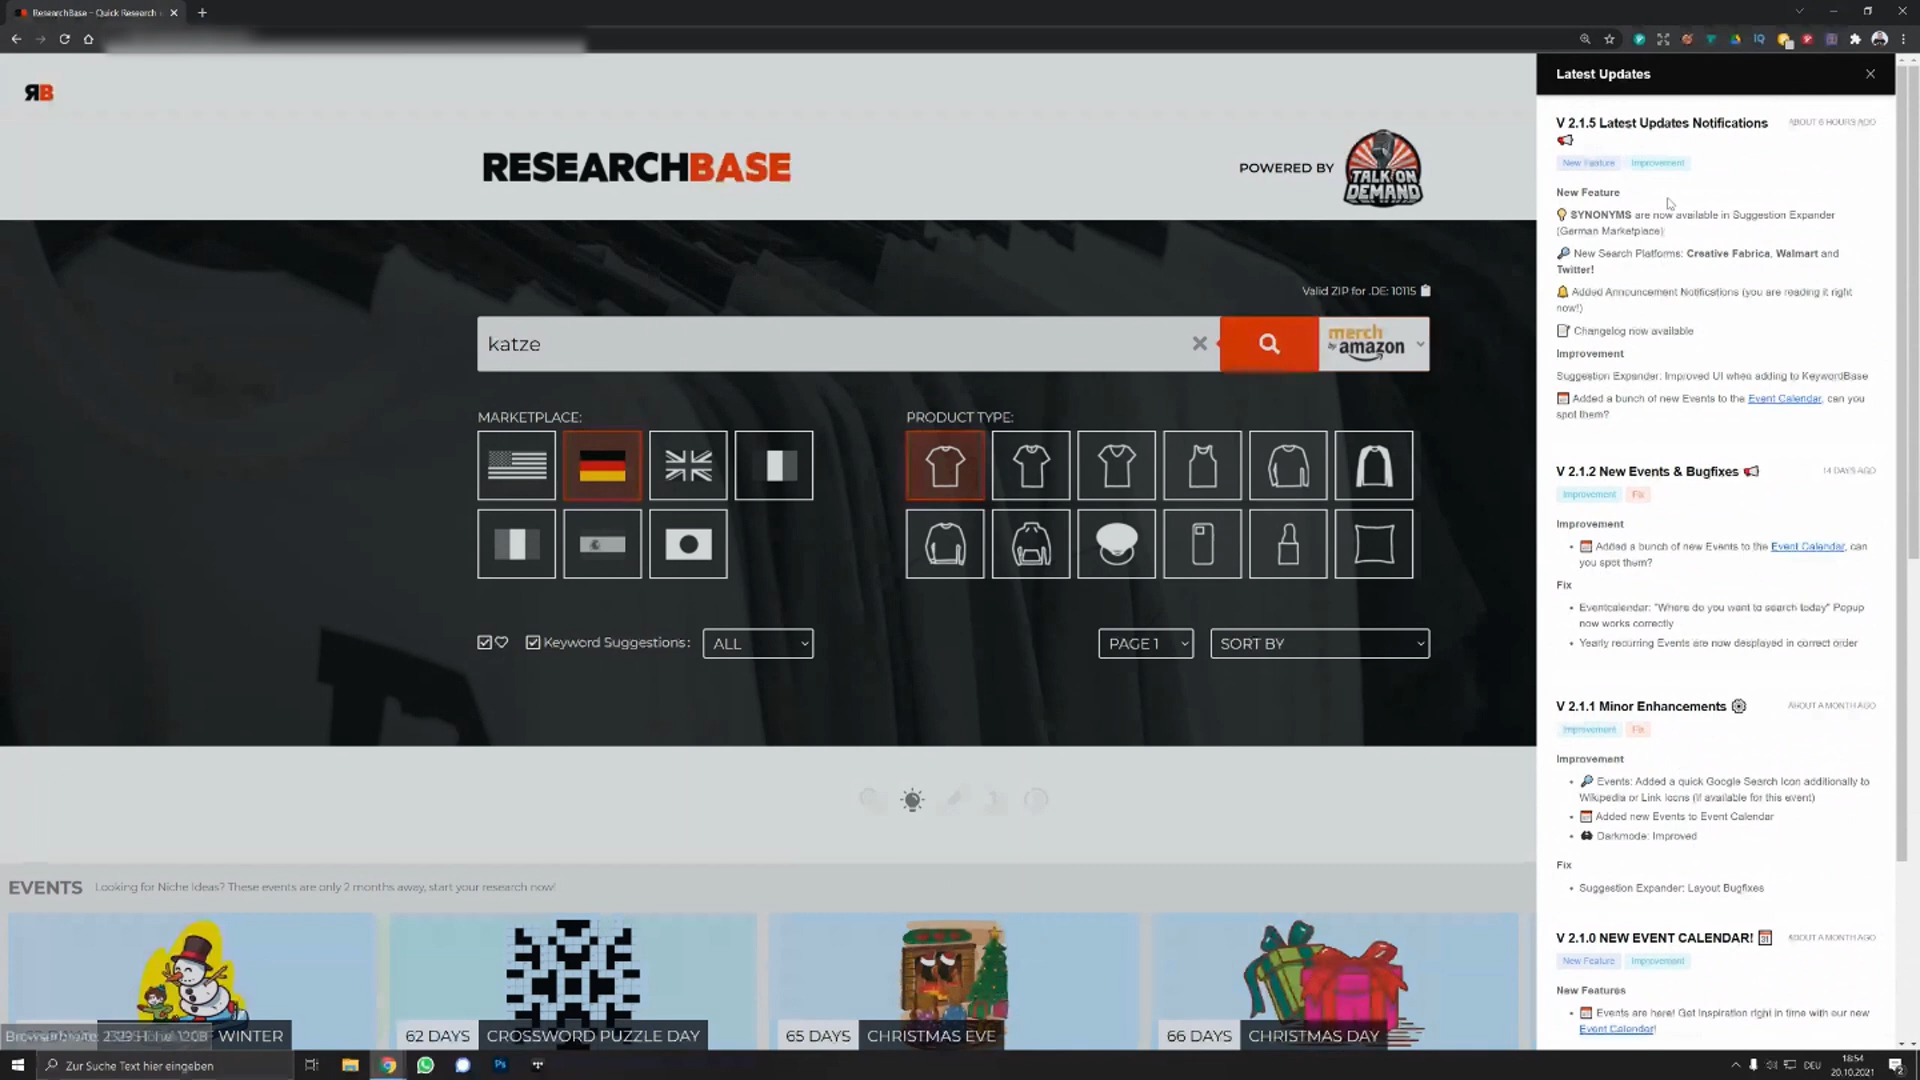 ResearchBase – Quick Research
RB
RESEARCHBASE
POWERED BY
TALK ON
DEMAND
Valid ZIP for .DE: 10115
katze
merch
by amazon
MARKETPLACE:
PRODUCT TYPE:
Keyword Suggestions:
ALL
PAGE 1
SORT BY
EVENTS
Looking for Niche Ideas? These events are only 2 months away, start your research now!
WINTER
62 DAYS
CROSSWORD PUZZLE DAY
65 DAYS
CHRISTMAS EVE
66 DAYS
CHRISTMAS DAY
Latest Updates
V 2.1.5 Latest Updates Notifications
ABOUT 6 HOURS AGO
New Feature
Improvement
New Feature
SYNONYMS are now available in Suggestion Expander
(German Marketplace)
New Search Platforms: Creative Fabrica, Walmart and
Twitter!
Added Announcement Notifications (you are reading it right
now!)
Changelog now available
Improvement
Suggestion Expander: Improved UI when adding to KeywordBase
Added a bunch of new Events to the Event Calendar, can you
spot them?
V 2.1.2 New Events & Bugfixes
14 DAYS AGO
Improvement
Fix
Improvement
• Added a bunch of new Events to the Event Calendar, can
you spot them?
Fix
• Eventcalendar: "Where do you want to search today" Popup
now works correctly
• Yearly recurring Events are now desplayed in correct order
V 2.1.1 Minor Enhancements
ABOUT A MONTH AGO
Improvement
Fix
Improvement
• Events: Added a quick Google Search Icon additionally to
Wikipedia or Link Icons (if available for this event)
• Added new Events to Event Calendar
• Darkmode: Improved
Fix
• Suggestion Expander: Layout Bugfixes
V 2.1.0 NEW EVENT CALENDAR!
ABOUT A MONTH AGO
New Feature
Improvement
New Features
• Events are here! Get Inspiration right in time with our new
Event Calendar!
Zur Suche Text hier eingeben
DEU
18:54
20.10.2021